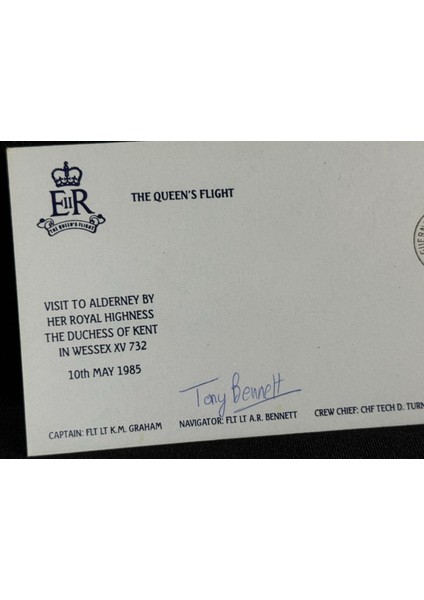 EIIR
THE QUEEN'S FLIGHT
THE QUEEN'S FLIGHT
GUERN
VISIT TO ALDERNEY BY
HER ROYAL HIGHNESS
THE DUCHESS OF KENT
IN WESSEX XV 732
10th MAY 1985
Tony Bennett
CAPTAIN: FLT LT K.M. GRAHAM NAVIGATOR: FLT LT A.R. BENNETT CREW CHIEF: CHF TECH D. TURN